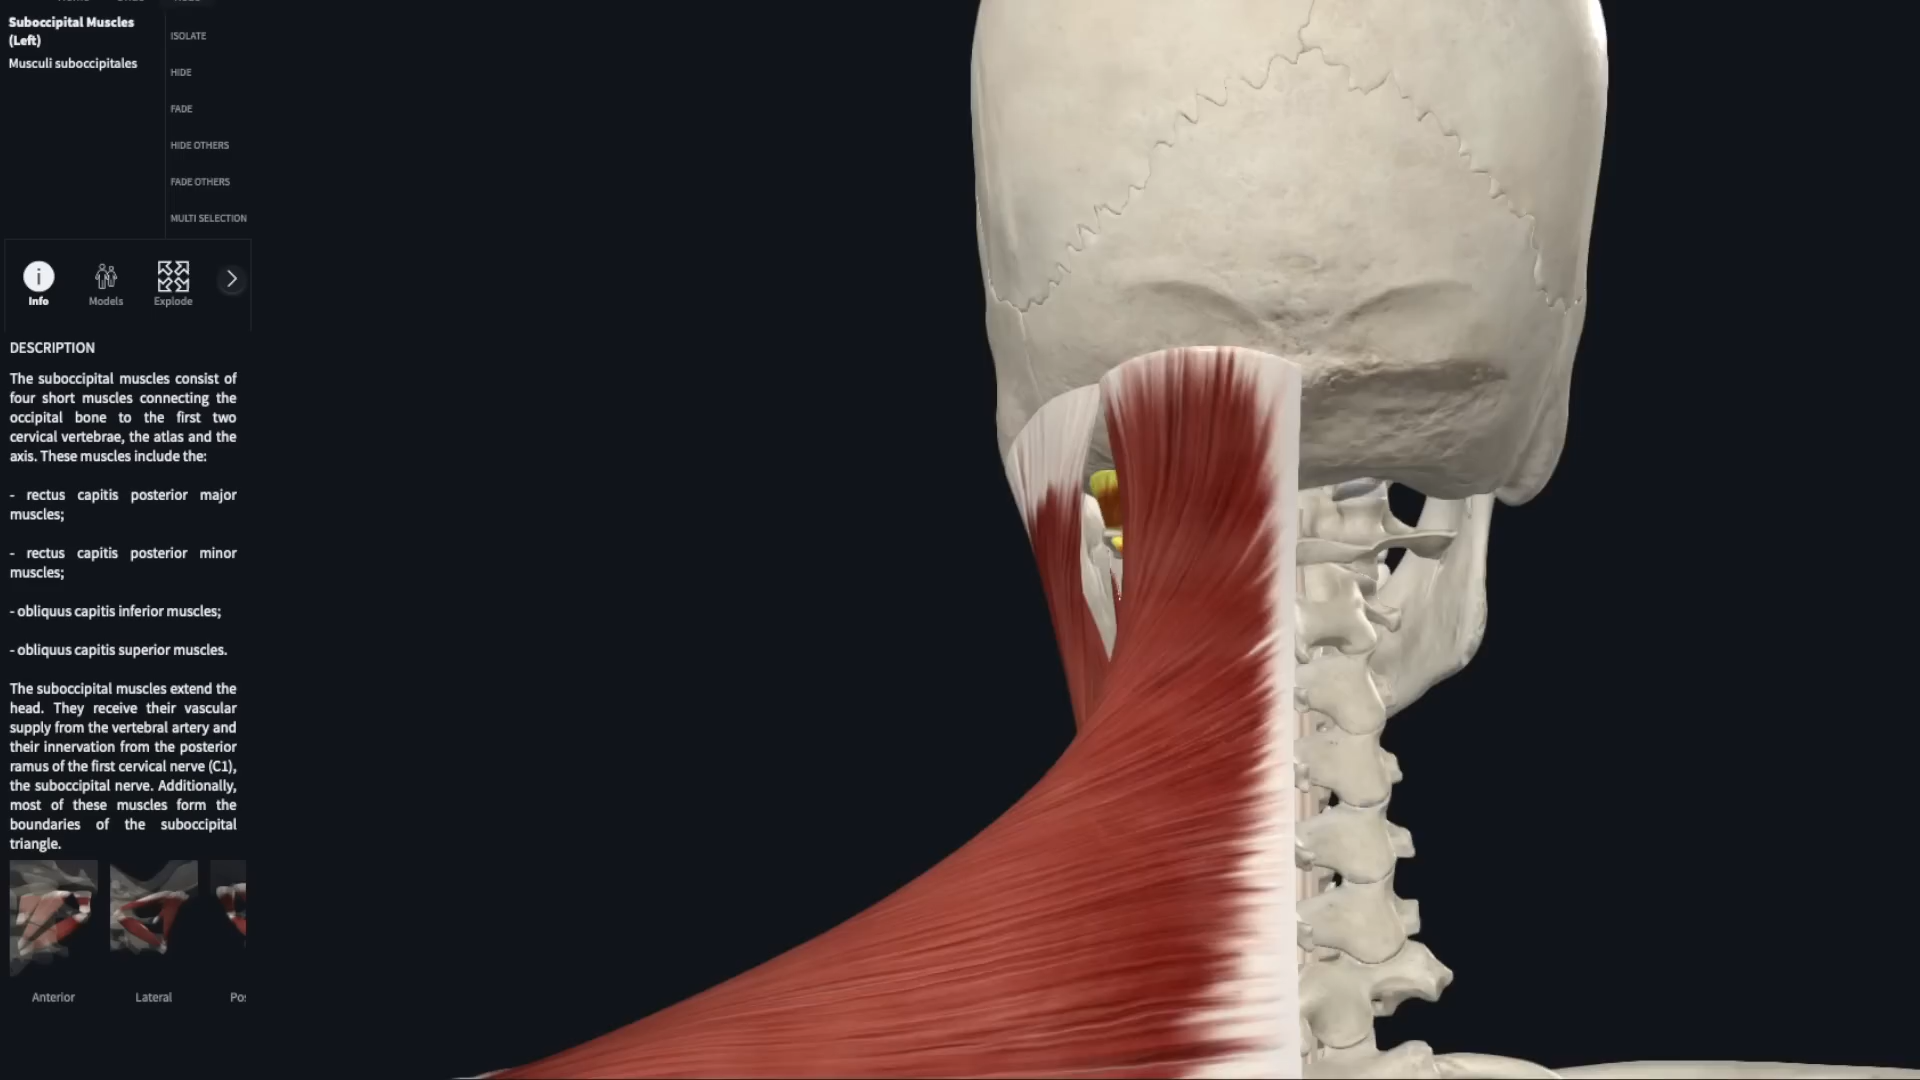 Suboccipital Muscles
(Left)
Musculi suboccipitales
ISOLATE
HIDE
FADE
HIDE OTHERS
FADE OTHERS
MULTI SELECTION
i
Info
Models
Explode
DESCRIPTION
The suboccipital muscles consist of
four short muscles connecting the
occipital bone to the first two
cervical vertebrae, the atlas and the
axis. These muscles include the:
- rectus capitis posterior major
muscles;
- rectus capitis posterior minor
muscles;
- obliquus capitis inferior muscles;
- obliquus capitis superior muscles.
The suboccipital muscles extend the
head. They receive their vascular
supply from the vertebral artery and
their innervation from the posterior
ramus of the first cervical nerve (C1),
the suboccipital nerve. Additionally,
most of these muscles form the
boundaries of the suboccipital
triangle.
Anterior
Lateral